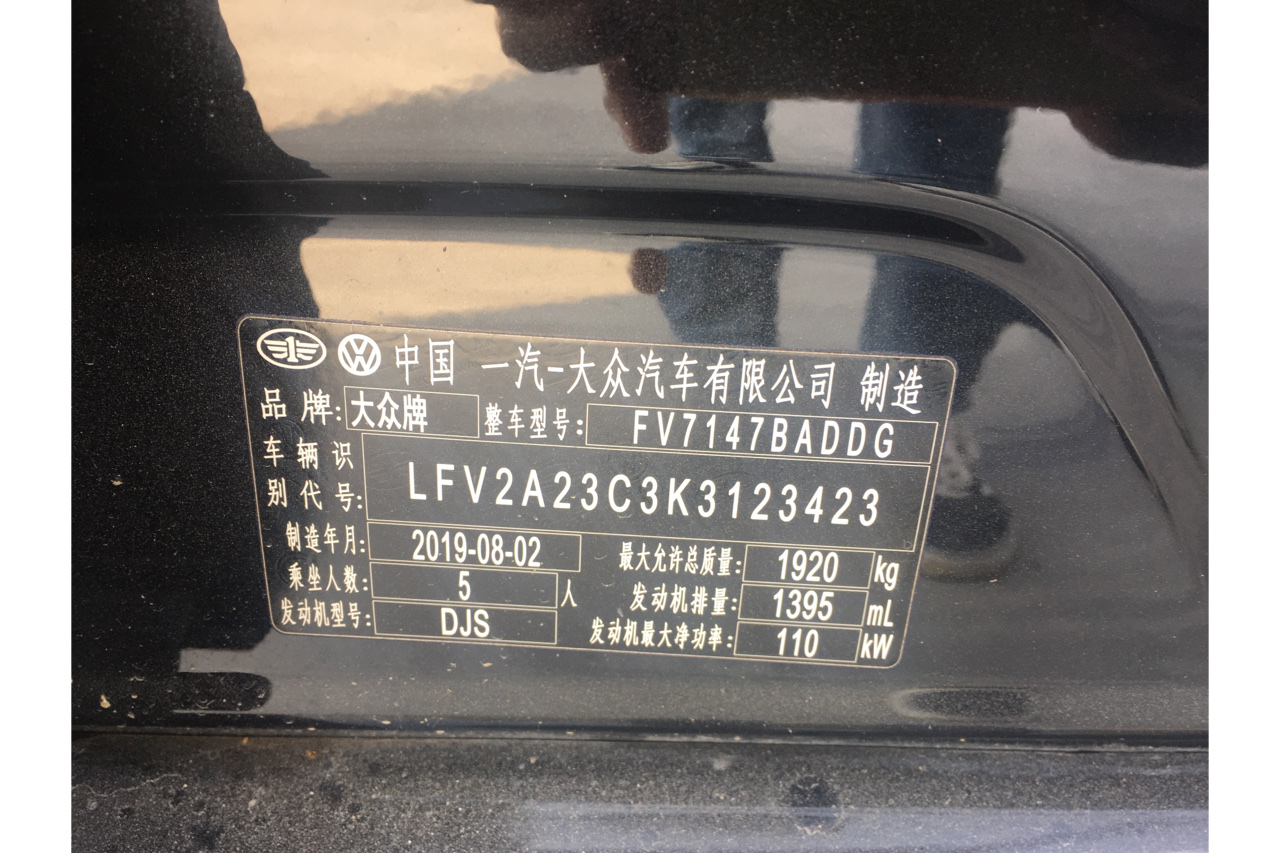 中国 一汽-大众汽车有限公司 制造
品 牌: 大众牌 整车型号: FV7147BADDG
车 辆 识
别 代 号: LFV2A23C3K3123423
制造年月: 2019-08-02 最大允许总质量: 1920 kg
乘坐人数: 5 人 发动机排量: 1395 mL
发动机型号: DJS 发动机最大净功率: 110 kW